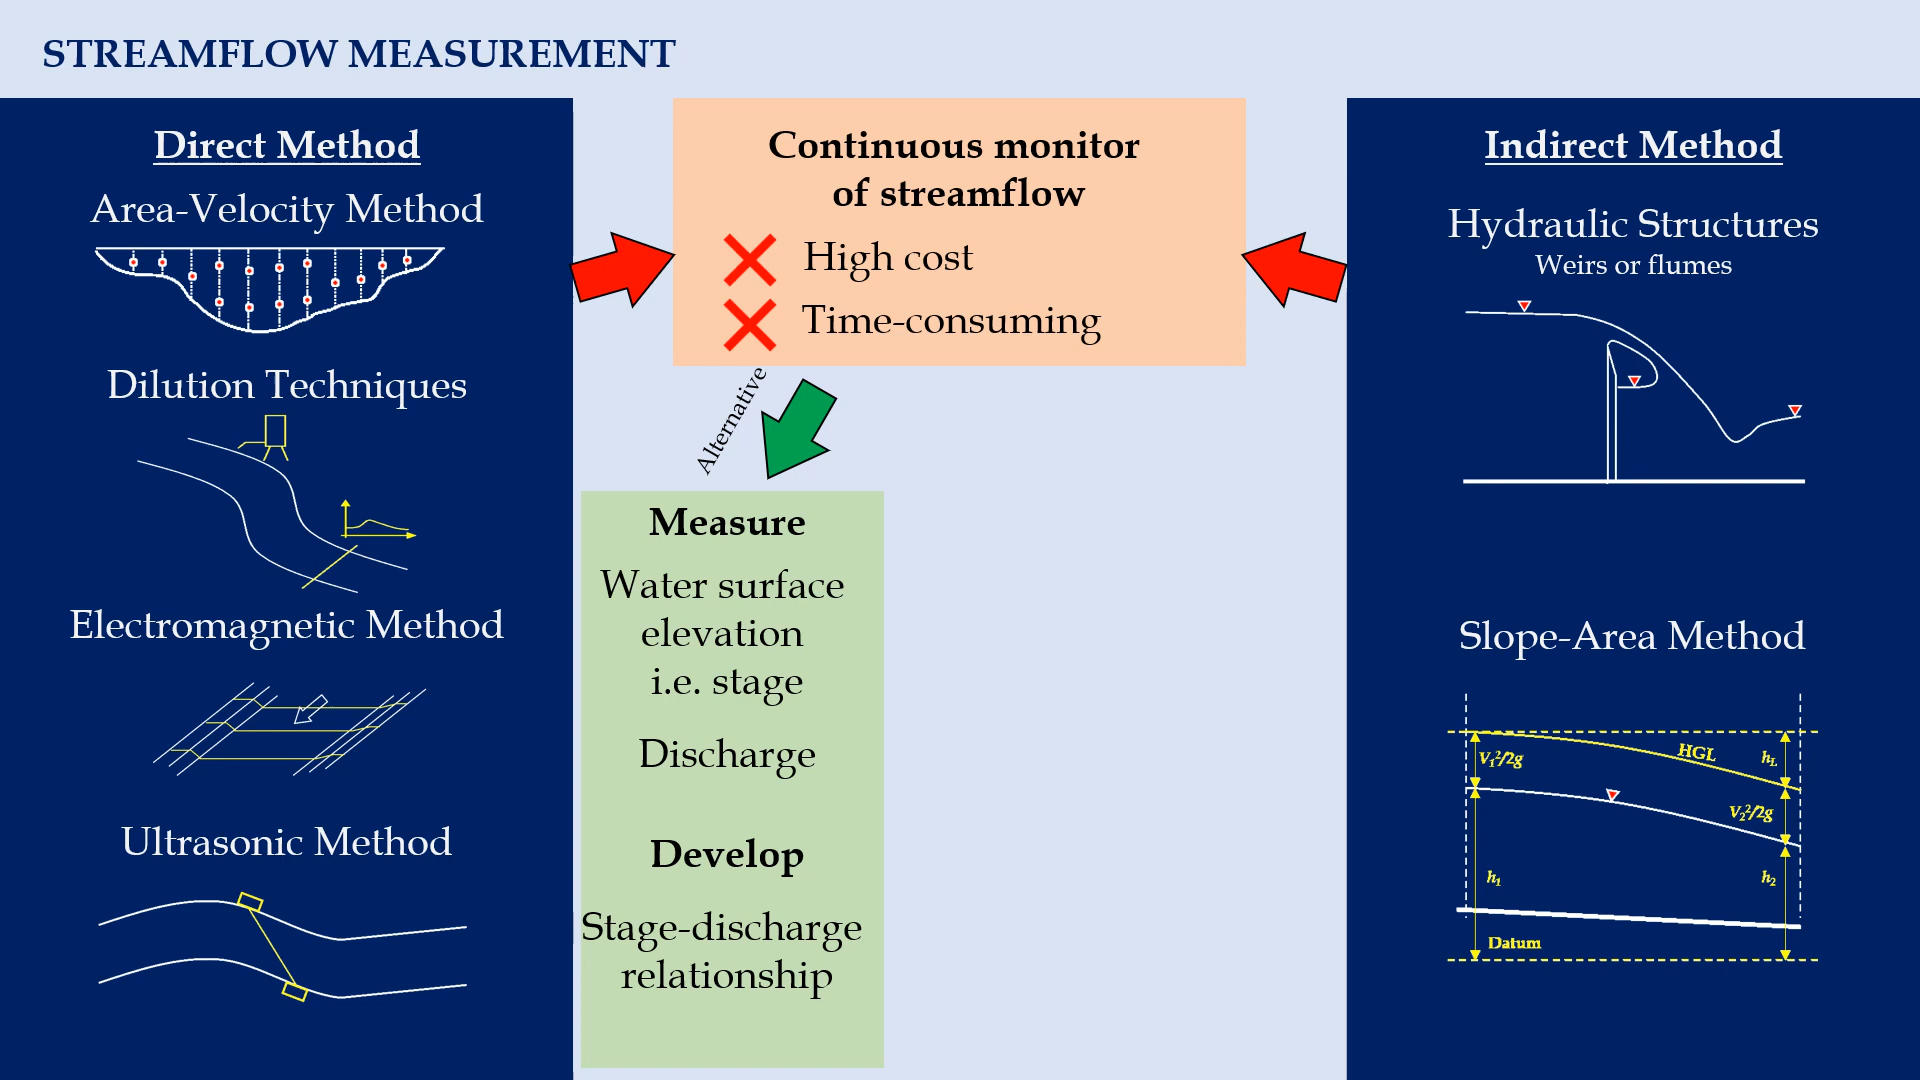 STREAMFLOW MEASUREMENT
Direct Method
Area-Velocity Method
Dilution Techniques
Electromagnetic Method
Ultrasonic Method
Continuous monitor
of streamflow
High cost
Time-consuming
Alternative
Measure
Water surface
elevation
i.e. stage
Discharge
Develop
Stage-discharge
relationship
Indirect Method
Hydraulic Structures
Weirs or flumes
Slope-Area Method
V₁²/2g
HGL
h_L
V₂²/2g
h₁
h₂
Datum